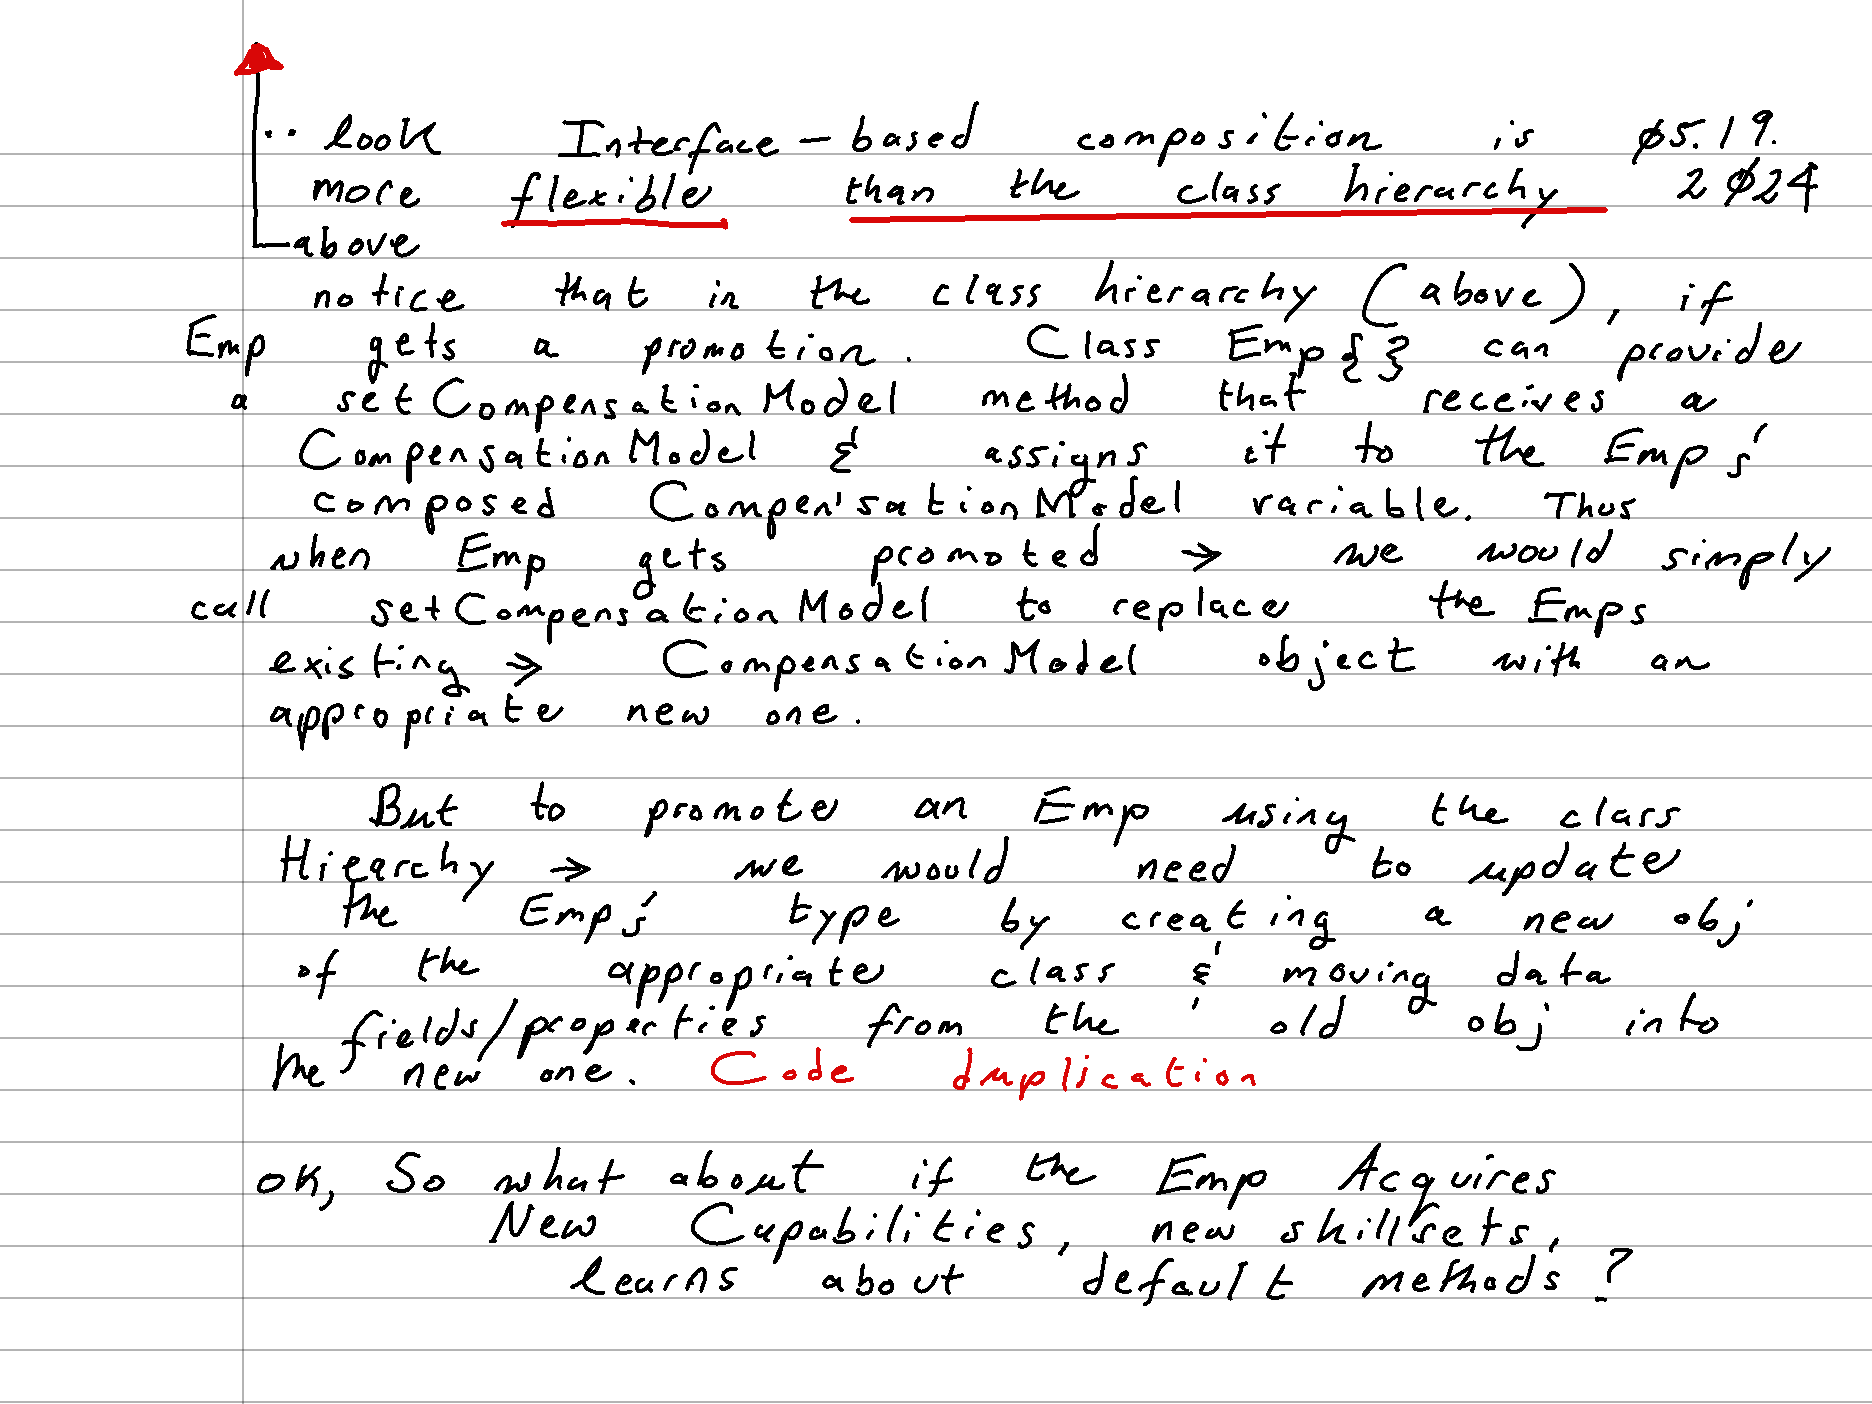 .. look Interface-based composition is 05.19.
more flexible than the class hierarchy 2024
above
notice that in the class hierarchy (above), if
Emp gets a promotion. Class Emp{} can provide
a setCompensationModel method that receives a
CompensationModel & assigns it to the Emps'
composed Compen'sationModel variable. Thus
when Emp gets promoted → we would simply
call setCompensationModel to replace the Emps
existing → CompensationModel object with an
appropriate new one.
But to promote an Emp using the class
Hiearchy → we would need to update
the Emps' type by creating a new obj
of the appropriate class & moving data
fields/properties from the old obj into
the new one. Code duplication
OK, So what about if the Emp Acquires
New Capabilities, new skillsets,
learns about default methods?